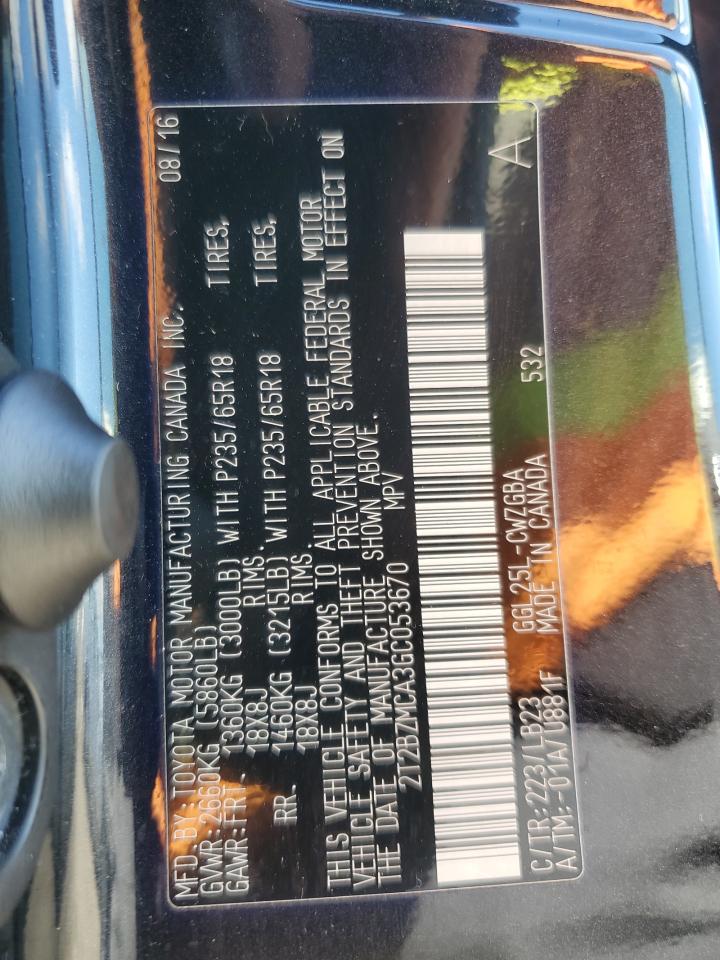 MFD BY:TOYOTA MOTOR MANUFACTURING CANADA INC. 08/16
GVWR:2660KG (5860LB)
GAWR:FRT. 1360KG (3000LB) WITH P235/65R18 TIRES,
18X8J RIMS.
RR. 1460KG (3215LB) WITH P235/65R18 TIRES,
18X8J RIMS
THIS VEHICLE CONFORMS TO ALL APPLICABLE FEDERAL MOTOR
VEHICLE SAFETY AND THEFT PREVENTION STANDARDS IN EFFECT ON
THE DATE OF MANUFACTURE SHOWN ABOVE.
2T2BZMCA3GC053670 MPV
A
C/TR:223/LB23 GGL25L-CWZGBA
A/TM:-01A/U881F MADE IN CANADA 532